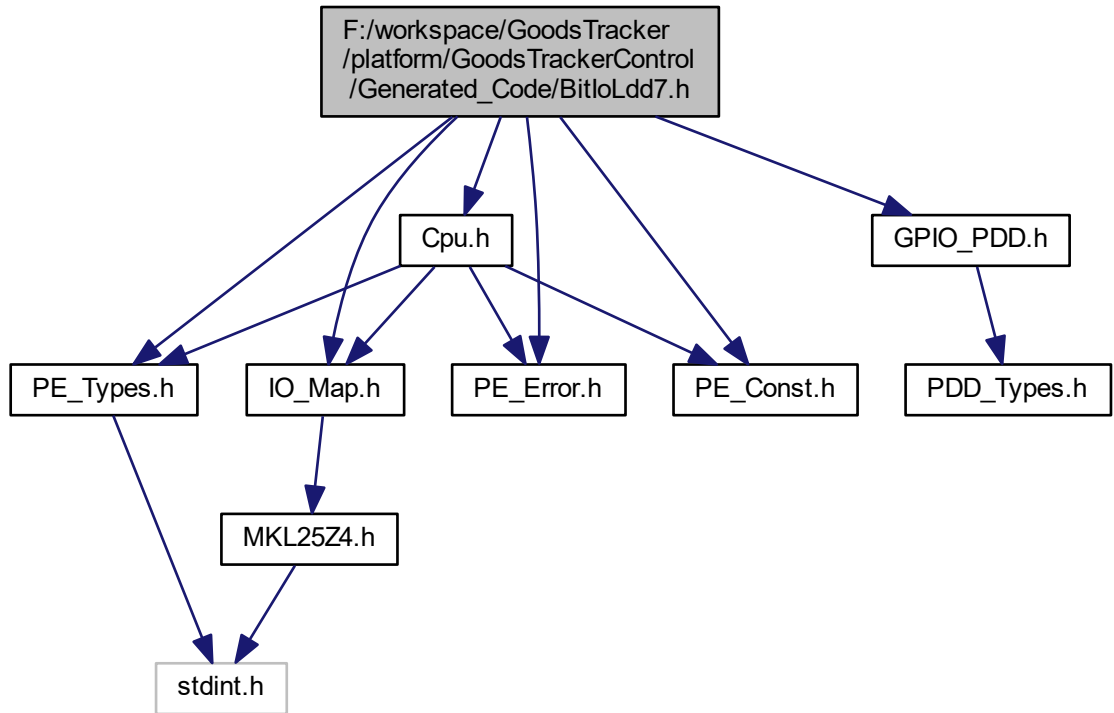 F:/workspace/GoodsTracker
/platform/GoodsTrackerControl
/Generated_Code/BitIoLdd7.h
Cpu.h
GPIO_PDD.h
PE_Types.h
IO_Map.h
PE_Error.h
PE_Const.h
PDD_Types.h
MKL25Z4.h
stdint.h